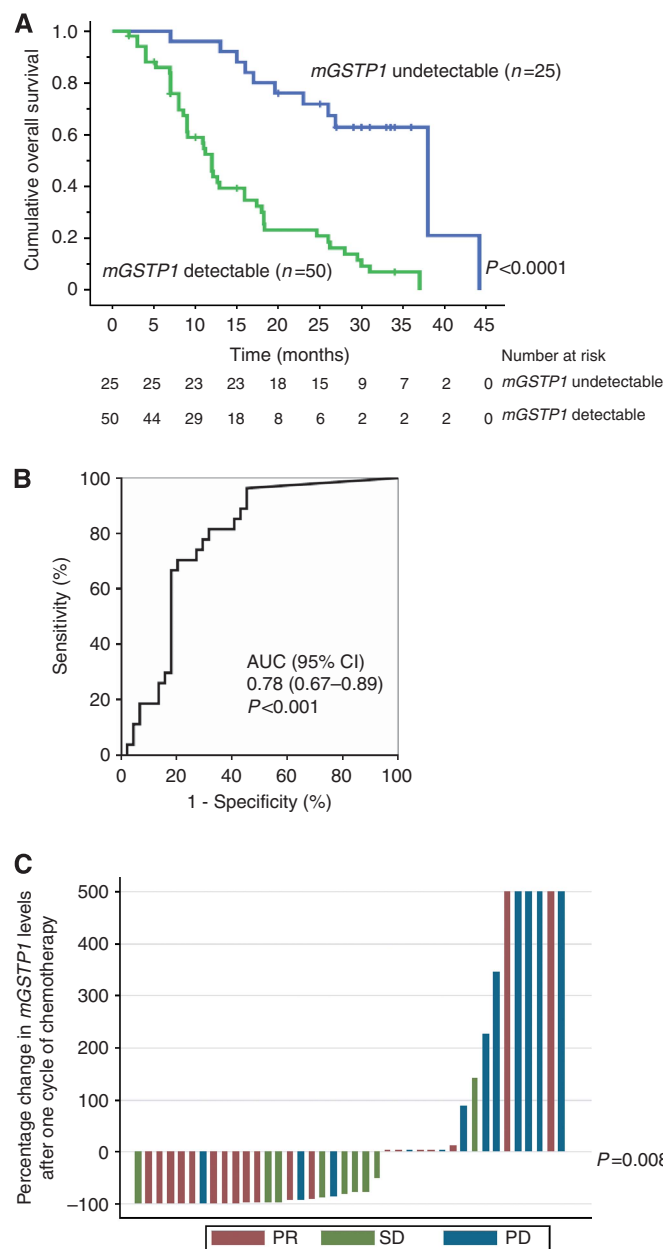 A
Cumulative overall survival
1.0
0.8
0.6
0.4
0.2
0
mGSTP1 undetectable (n=25)
mGSTP1 detectable (n=50)
P<0.0001
0 5 10 15 20 25 30 35 40 45
Time (months)
Number at risk
25 25 23 23 18 15 9 7 2 0 mGSTP1 undetectable
50 44 29 18 8 6 2 2 2 0 mGSTP1 detectable
B
Sensitivity (%)
100
80
60
40
20
0
AUC (95% CI)
0.78 (0.67–0.89)
P<0.001
0 20 40 60 80 100
1 - Specificity (%)
C
Percentage change in mGSTP1 levels
after one cycle of chemotherapy
500
400
300
200
100
0
−100
P=0.008
PR SD PD